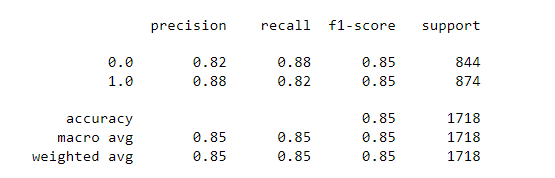 precision recall f1-score support
0.0 0.82 0.88 0.85 844
1.0 0.88 0.82 0.85 874
accuracy 0.85 1718
macro avg 0.85 0.85 0.85 1718
weighted avg 0.85 0.85 0.85 1718